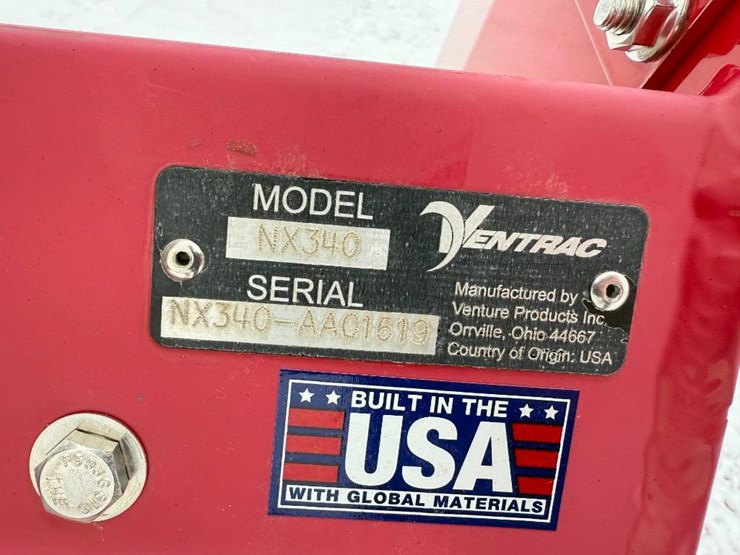 MODEL
NX340
VENTRAC
SERIAL
NX340-AA01619
Manufactured by
Venture Products Inc.
Orrville, Ohio 44667
Country of Origin: USA
BUILT IN THE
USA
WITH GLOBAL MATERIALS